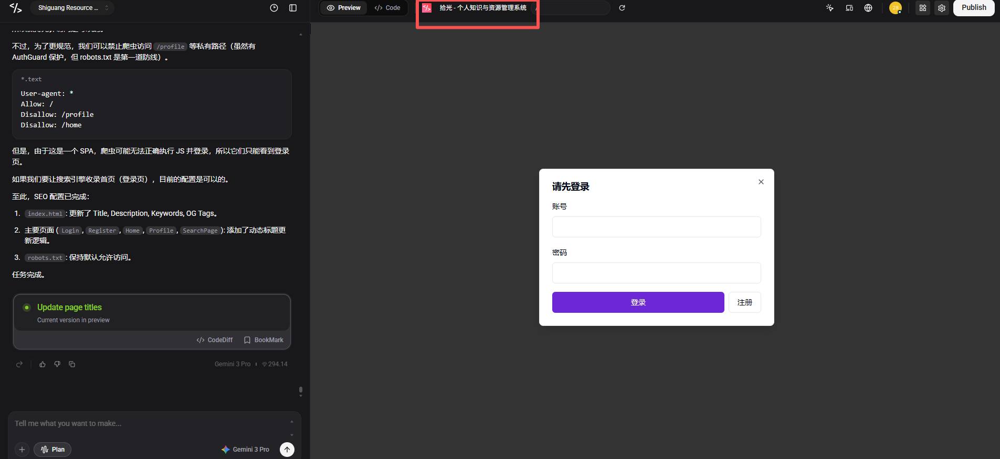 Shiguang Resource ...
Preview
</> Code
拾光 - 个人知识与资源管理系统
/
28
Publish
不过，为了更规范，我们可以禁止爬虫访问 /profile 等私有路径（虽然有
AuthGuard 保护，但 robots.txt 是第一道防线）。
*.text
User-agent: *
Allow: /
Disallow: /profile
Disallow: /home
但是，由于这是一个 SPA，爬虫可能无法正确执行 JS 并登录，所以它们只能看到登录
页。
如果我们要让搜索引擎收录首页（登录页），目前的配置是可以的。
至此，SEO 配置已完成：
1. index.html: 更新了 Title, Description, Keywords, OG Tags。
2. 主要页面 (Login, Register, Home, Profile, SearchPage): 添加了动态标题更
新逻辑。
3. robots.txt: 保持默认允许访问。
任务完成。
Update page titles
Current version in preview
</> CodeDiff
BookMark
Gemini 3 Pro
294.14
Tell me what you want to make...
Plan
Gemini 3 Pro
请先登录
账号
密码
登录
注册